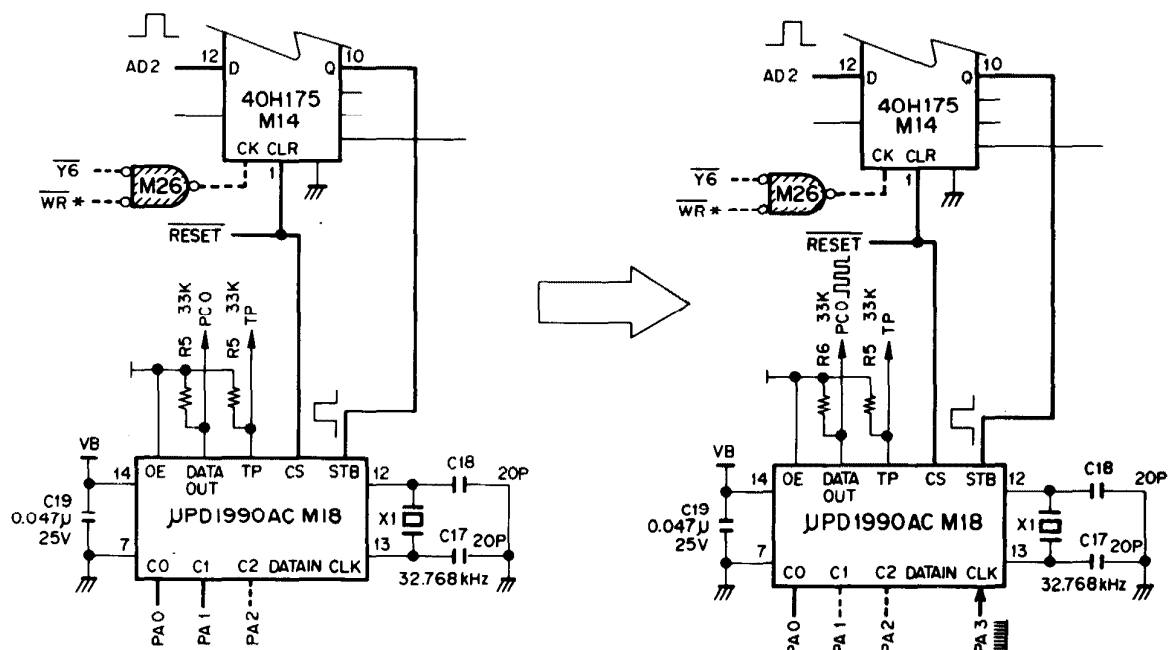 12
10
AD2
D
Q
40H175
M14
CK CLR
1
Y6
WR *
M26
RESET
33K
33K
PC0
TP
R5
R5
VB
14
OE
DATA OUT
TP
CS
STB
12
C18
20P
C19
0.047μ
25V
μPD1990AC M18
X1
7
13
C17
20P
32.768kHz
C0
C1
C2
DATAIN
CLK
PA0
PA1
PA2
12
10
AD2
D
Q
40H175
M14
CK CLR
1
Y6
WR *
M26
RESET
33K
33K
PC0
TP
R6
R5
VB
14
OE
DATA OUT
TP
CS
STB
12
C18
20P
C19
0.047μ
25V
μPD1990AC M18
X1
7
13
C17
20P
32.768kHz
C0
C1
C2
DATAIN
CLK
PA0
PA1
PA2
PA3